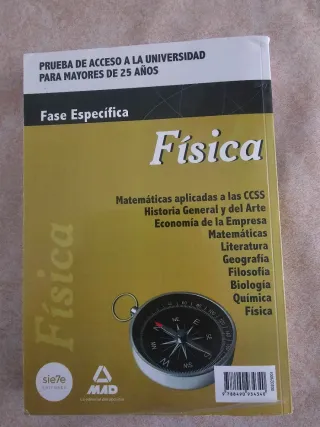 PRUEBA DE ACCESO A LA UNIVERSIDAD
PARA MAYORES DE 25 AÑOS
Fase Específica
Física
Matemáticas aplicadas a las CCSS
Historia General y del Arte
Economía de la Empresa
Matemáticas
Literatura
Geografía
Filosofía
Biología
Química
Física
Física
sie7e
MAD